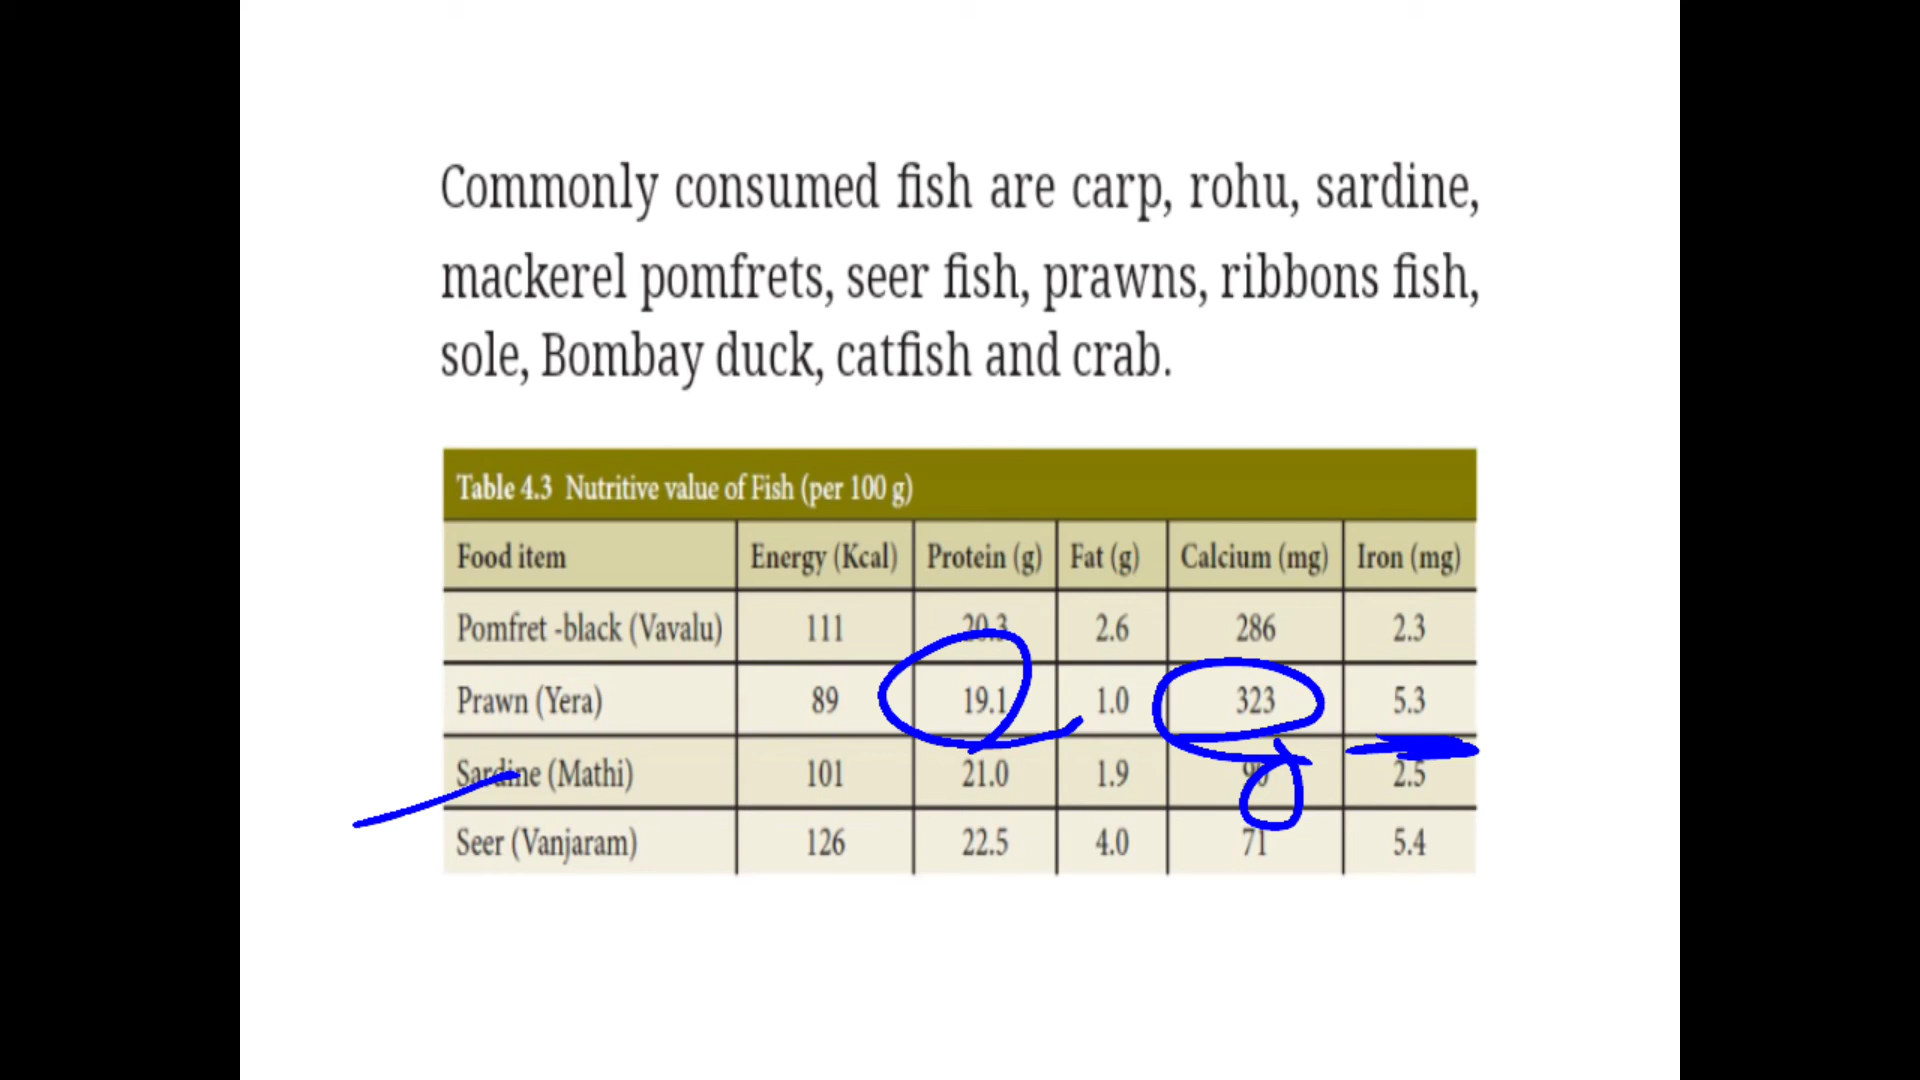 Commonly consumed fish are carp, rohu, sardine,
mackerel pomfrets, seer fish, prawns, ribbons fish,
sole, Bombay duck, catfish and crab.
Table 4.3 Nutritive value of Fish (per 100 g)
Food item Energy (Kcal) Protein (g) Fat (g) Calcium (mg) Iron (mg)
Pomfret -black (Vavalu) 111 20.3 2.6 286 2.3
Prawn (Yera) 89 19.1 1.0 323 5.3
Sardine (Mathi) 101 21.0 1.9 90 2.5
Seer (Vanjaram) 126 22.5 4.0 71 5.4